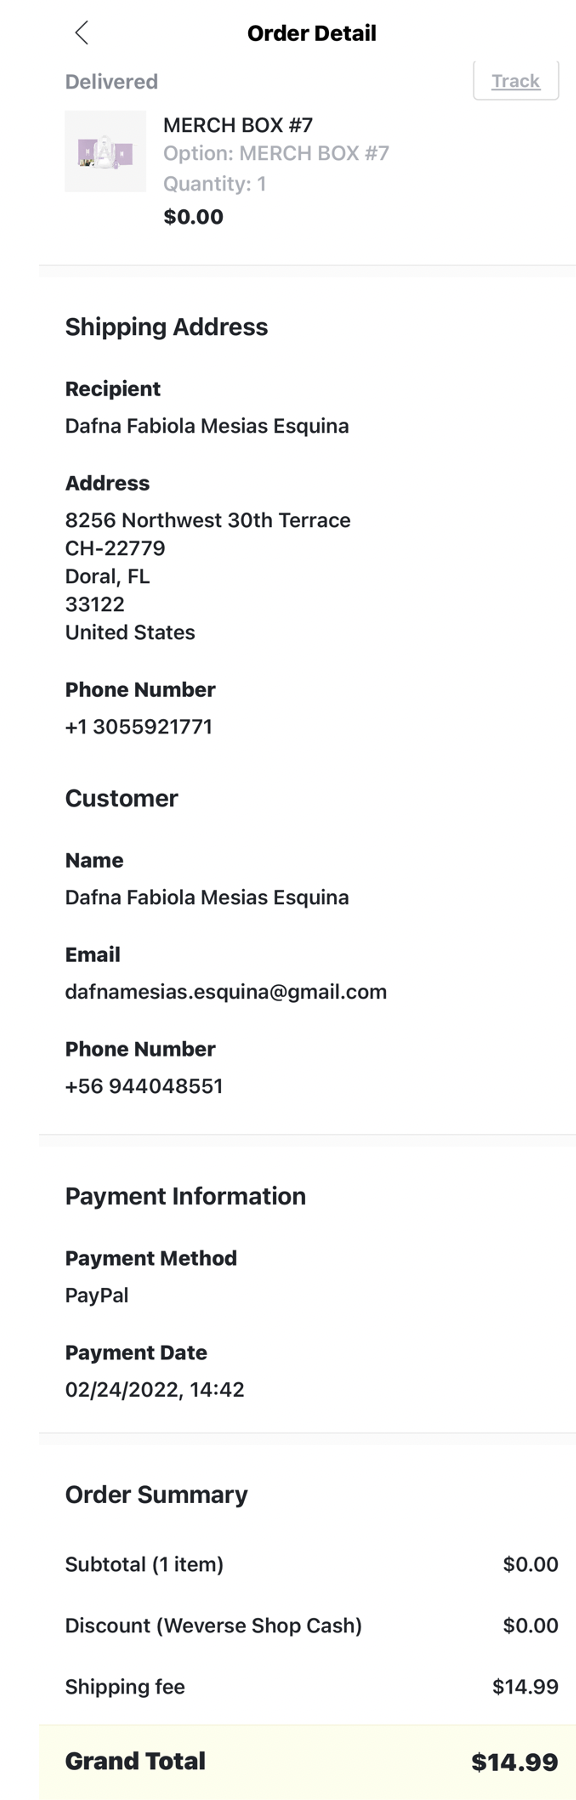 Order Detail
Delivered
Track
MERCH BOX #7
Option: MERCH BOX #7
Quantity: 1
$0.00
Shipping Address
Recipient
Dafna Fabiola Mesias Esquina
Address
8256 Northwest 30th Terrace
CH-22779
Doral, FL
33122
United States
Phone Number
+1 3055921771
Customer
Name
Dafna Fabiola Mesias Esquina
Email
dafnamesias.esquina@gmail.com
Phone Number
+56 944048551
Payment Information
Payment Method
PayPal
Payment Date
02/24/2022, 14:42
Order Summary
Subtotal (1 item) $0.00
Discount (Weverse Shop Cash) $0.00
Shipping fee $14.99
Grand Total $14.99